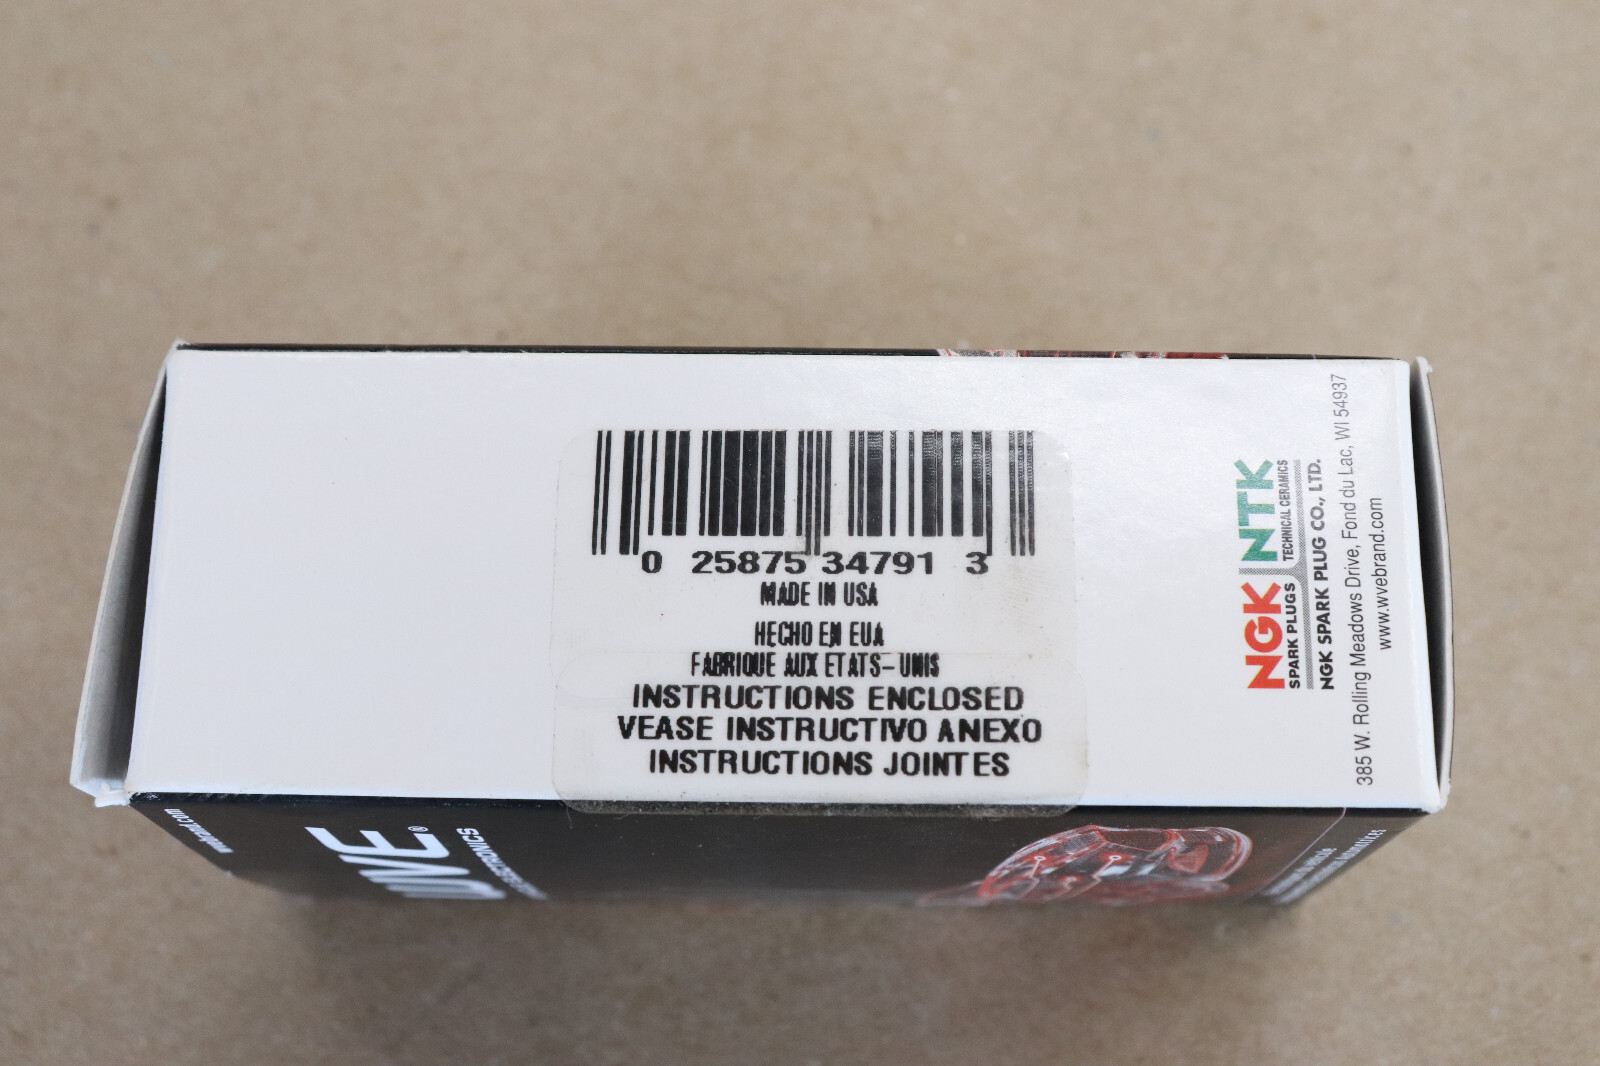 0 25875 34791 3
MADE IN USA
HECHO EN EUA
FABRIQUE AUX ETATS-UNIS
INSTRUCTIONS ENCLOSED
VEASE INSTRUCTIVO ANEXO
INSTRUCTIONS JOINTES
NGK NTK
SPARK PLUGS TECHNICAL CERAMICS
NGK SPARK PLUG CO., LTD.
385 W. Rolling Meadows Drive, Fond du Lac, WI 54937
www.wvebrand.com